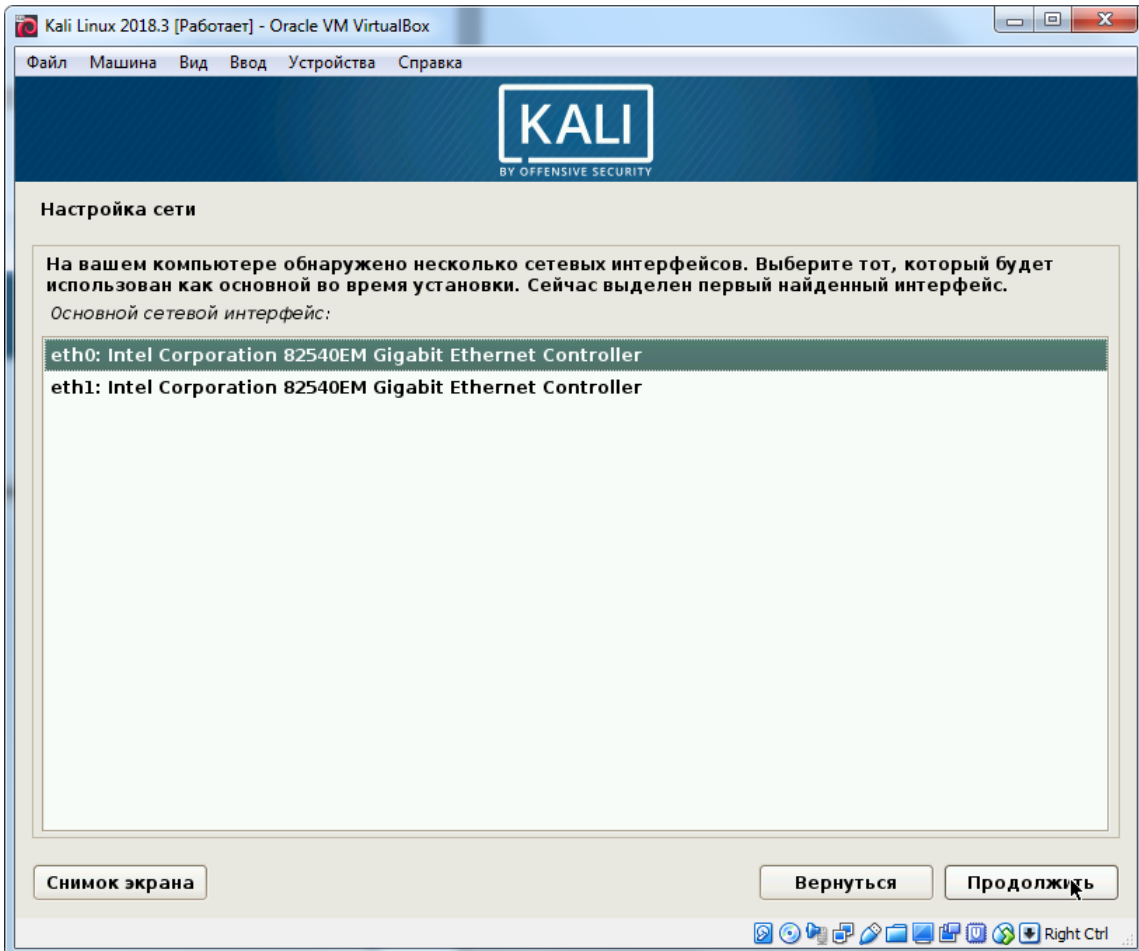 Kali Linux 2018.3 [Работает] - Oracle VM VirtualBox
Файл Машина Вид Ввод Устройства Справка
KALI
BY OFFENSIVE SECURITY
Настройка сети
На вашем компьютере обнаружено несколько сетевых интерфейсов. Выберите тот, который будет
использован как основной во время установки. Сейчас выделен первый найденный интерфейс.
Основной сетевой интерфейс:
eth0: Intel Corporation 82540EM Gigabit Ethernet Controller
eth1: Intel Corporation 82540EM Gigabit Ethernet Controller
Снимок экрана Вернуться Продолжить
Right Ctrl